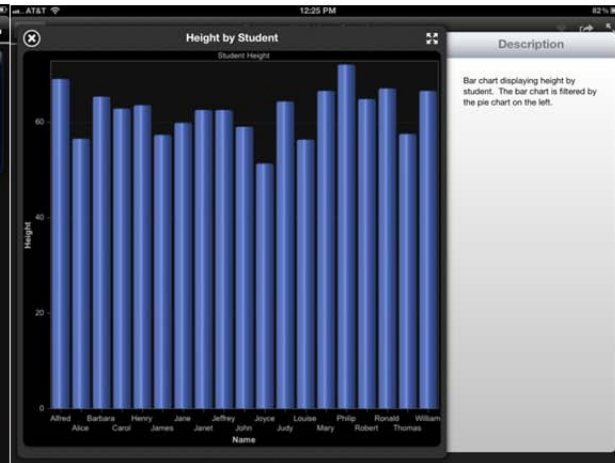 AT&T 12:25 PM 82%
Height by Student
Description
Student Height
Bar chart displaying height by
student. The bar chart is filtered by
the pie chart on the left.
60
40
20
0
Height
Alfred Barbara Henry Jane Jeffrey Joyce Louise Philip Ronald William
Alice Carol James Janet John Judy Mary Robert Thomas
Name